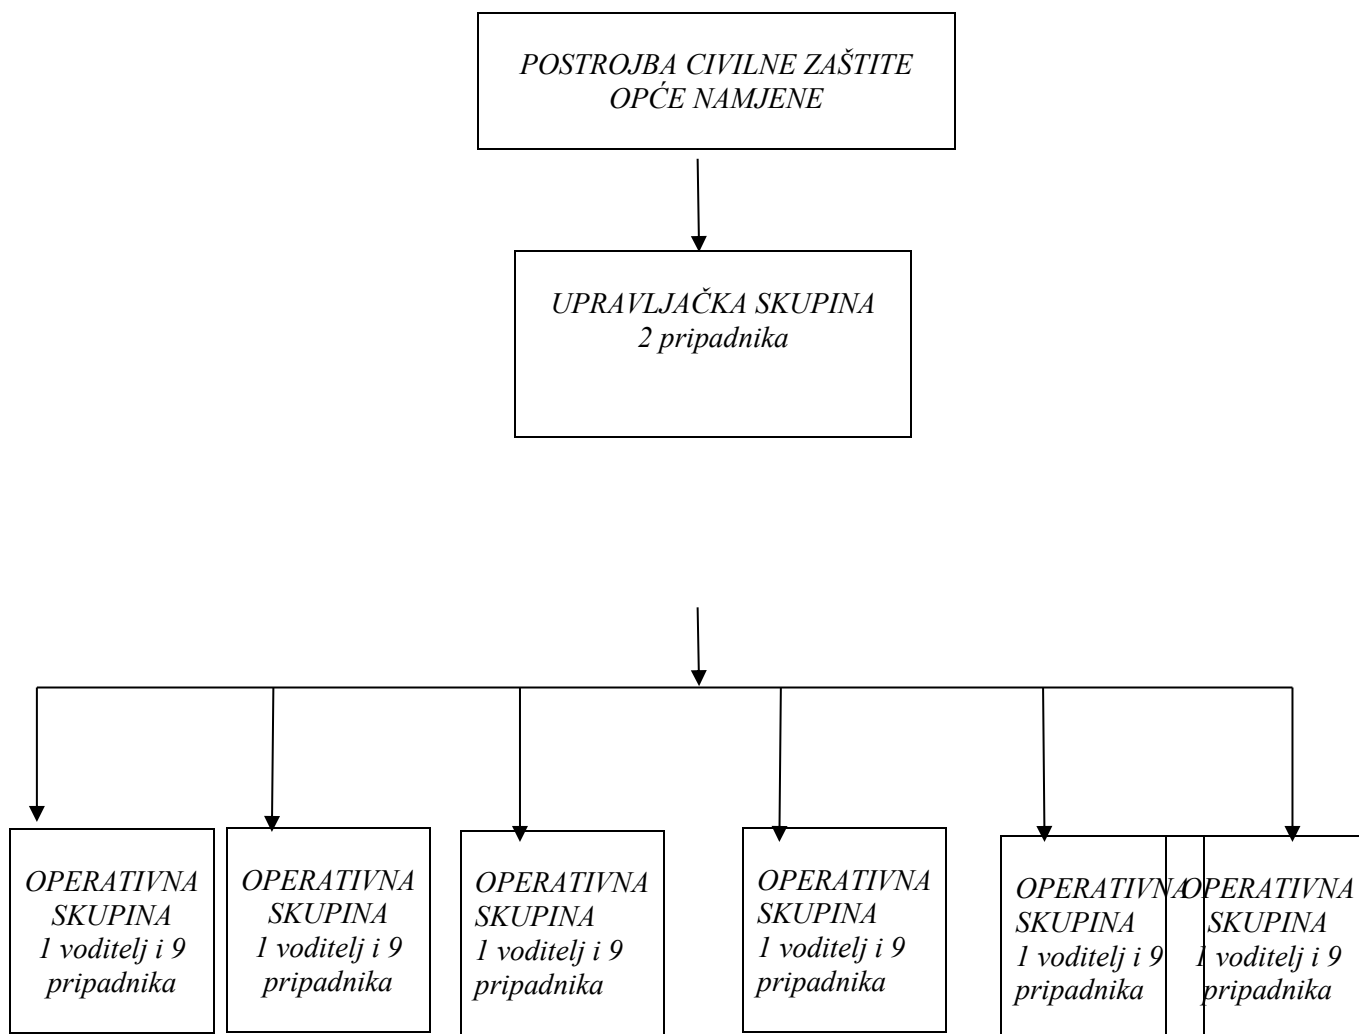 POSTROJBA CIVILNE ZAŠTITE
OPĆE NAMJENE
UPRAVLJAČKA SKUPINA
2 pripadnika
OPERATIVNA
SKUPINA
1 voditelj i 9
pripadnika
OPERATIVNA
SKUPINA
1 voditelj i 9
pripadnika
OPERATIVNA
SKUPINA
1 voditelj i 9
pripadnika
OPERATIVNA
SKUPINA
1 voditelj i 9
pripadnika
OPERATIVNA
SKUPINA
1 voditelj i 9
pripadnika
OPERATIVNA
SKUPINA
1 voditelj i 9
pripadnika